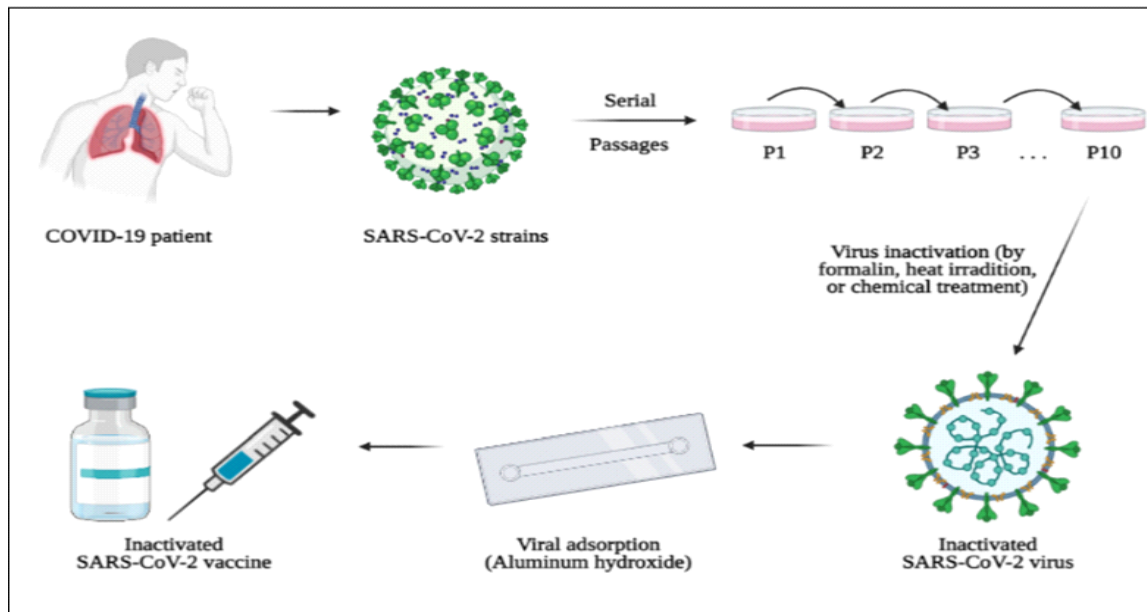 Serial
Passages
P1
P2
P3
. . .
P10
COVID-19 patient
SARS-CoV-2 strains
Virus inactivation (by
formalin, heat irradition,
or chemical treatment)
Inactivated
SARS-CoV-2 vaccine
Viral adsorption
(Aluminum hydroxide)
Inactivated
SARS-CoV-2 virus